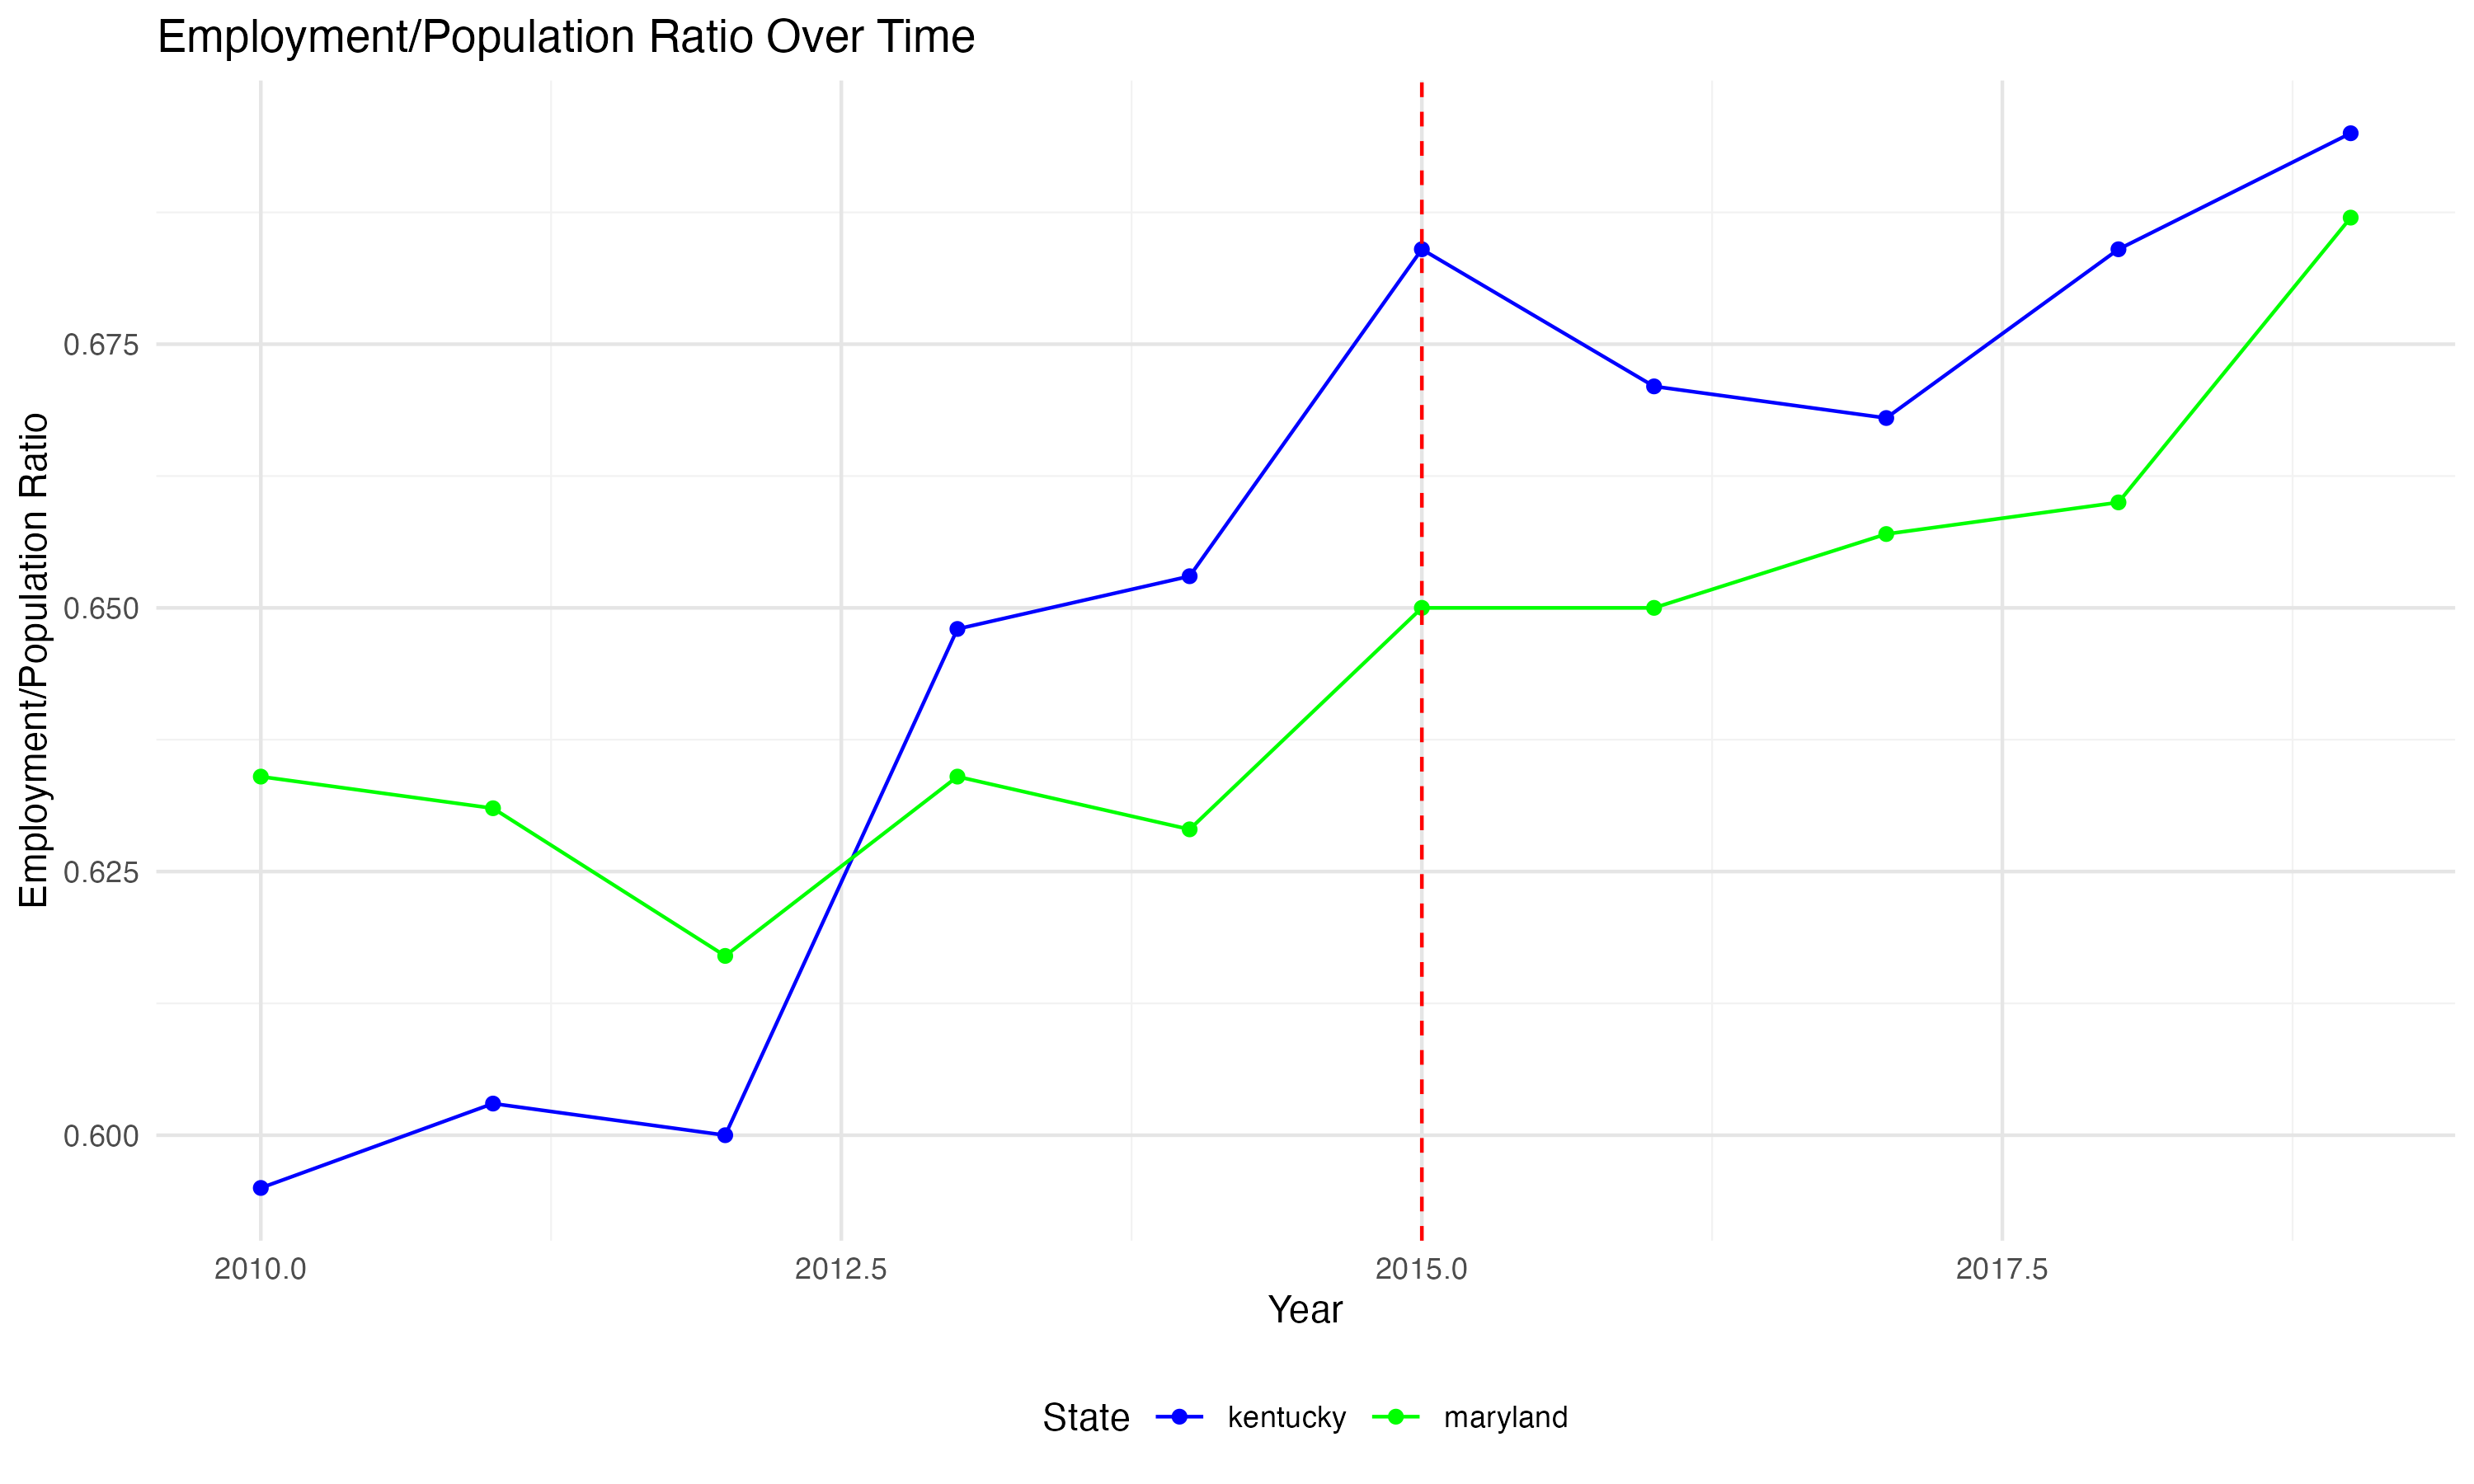 Employment/Population Ratio Over Time
Employment/Population Ratio
0.675
0.650
0.625
0.600
2010.0 2012.5 2015.0 2017.5
Year
State kentucky maryland